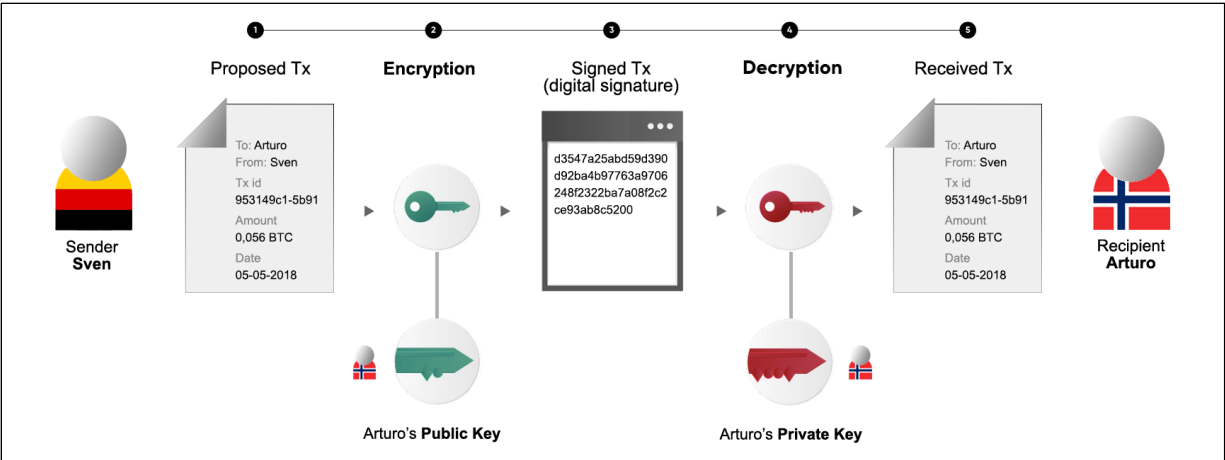 1
2
3
4
5
Proposed Tx
Encryption
Signed Tx
(digital signature)
Decryption
Received Tx
To: Arturo
From: Sven
Tx id
953149c1-5b91
Amount
0,056 BTC
Date
05-05-2018
d3547a25abd59d390
d92ba4b97763a9706
248f2322ba7a08f2c2
ce93ab8c5200
To: Arturo
From: Sven
Tx id
953149c1-5b91
Amount
0,056 BTC
Date
05-05-2018
Sender
Sven
Recipient
Arturo
Arturo's Public Key
Arturo's Private Key